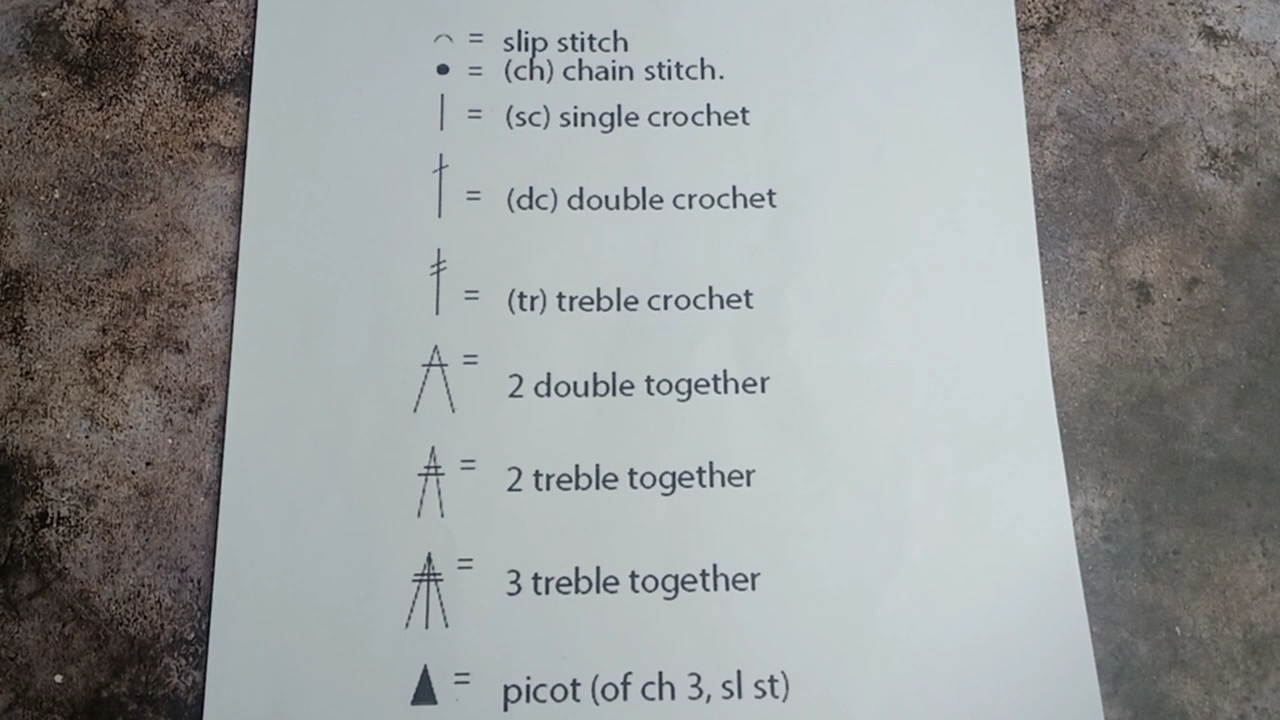 ⌒ = slip stitch
● = (ch) chain stitch.
| = (sc) single crochet
= (dc) double crochet
= (tr) treble crochet
= 2 double together
= 2 treble together
= 3 treble together
▲ = picot (of ch 3, sl st)